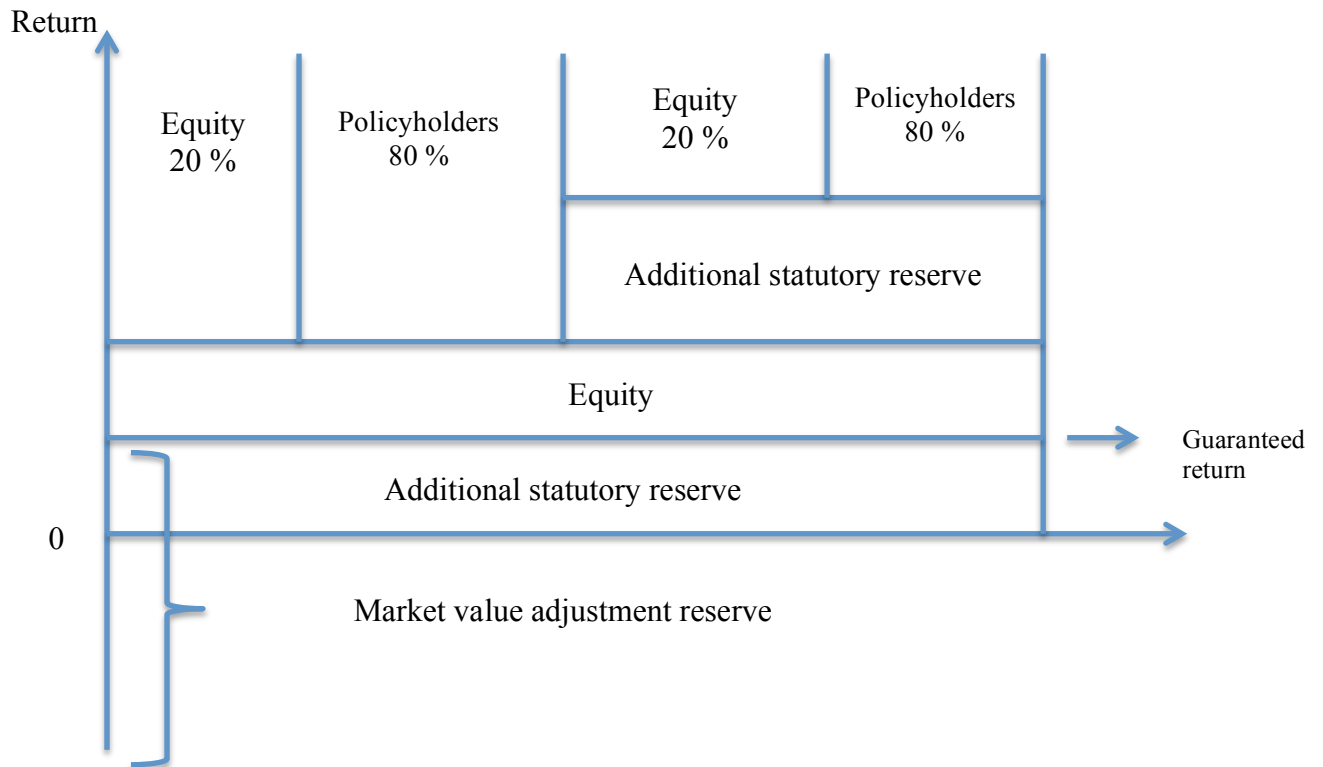 Return
Equity
20 %
Policyholders
80 %
Equity
20 %
Policyholders
80 %
Additional statutory reserve
Equity
Guaranteed
return
Additional statutory reserve
0
Market value adjustment reserve